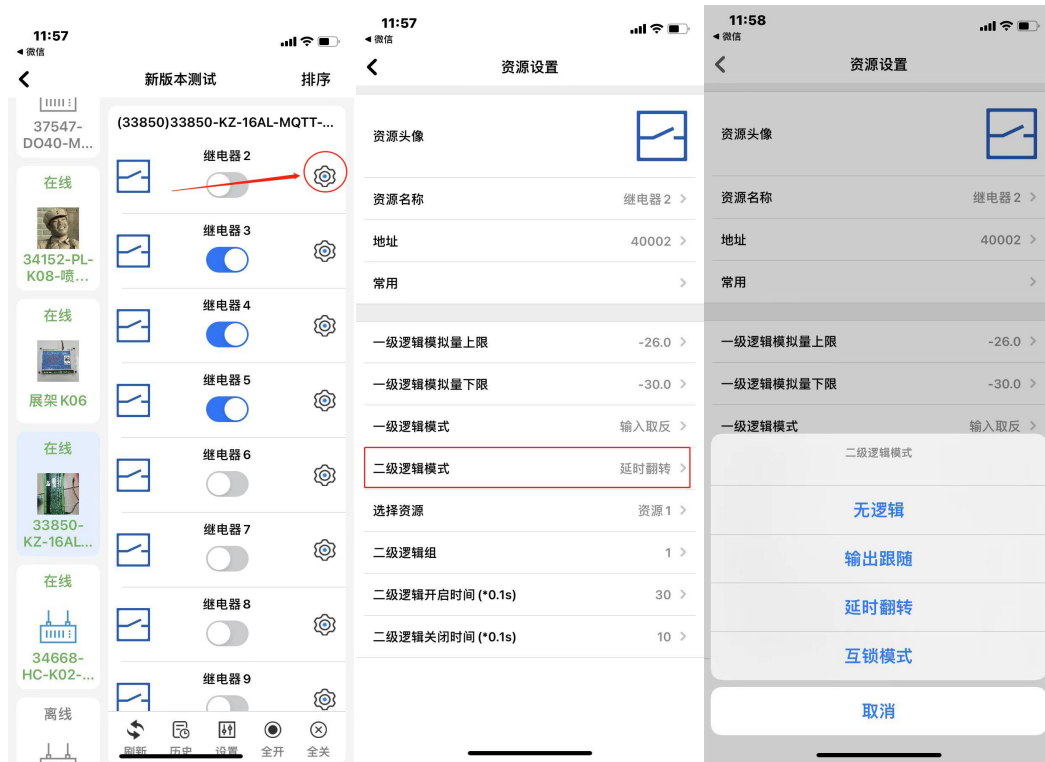 11:57
◀ 微信
新版本测试
排序
37547-
DO40-M...
在线
34152-PL-
K08-喷...
在线
展架 K06
在线
33850-
KZ-16AL...
在线
34668-
HC-K02-...
离线
(33850)33850-KZ-16AL-MQTT-...
继电器 2
继电器 3
继电器 4
继电器 5
继电器 6
继电器 7
继电器 8
继电器 9
刷新
历史
设置
全开
全关
11:57
◀ 微信
资源设置
资源头像
资源名称 继电器 2
地址 40002
常用
一级逻辑模拟量上限 -26.0
一级逻辑模拟量下限 -30.0
一级逻辑模式 输入取反
二级逻辑模式 延时翻转
选择资源 资源 1
二级逻辑组 1
二级逻辑开启时间 (*0.1s) 30
二级逻辑关闭时间 (*0.1s) 10
11:58
◀ 微信
资源设置
资源头像
资源名称 继电器 2
地址 40002
常用
一级逻辑模拟量上限 -26.0
一级逻辑模拟量下限 -30.0
一级逻辑模式 输入取反
二级逻辑模式
无逻辑
输出跟随
延时翻转
互锁模式
取消